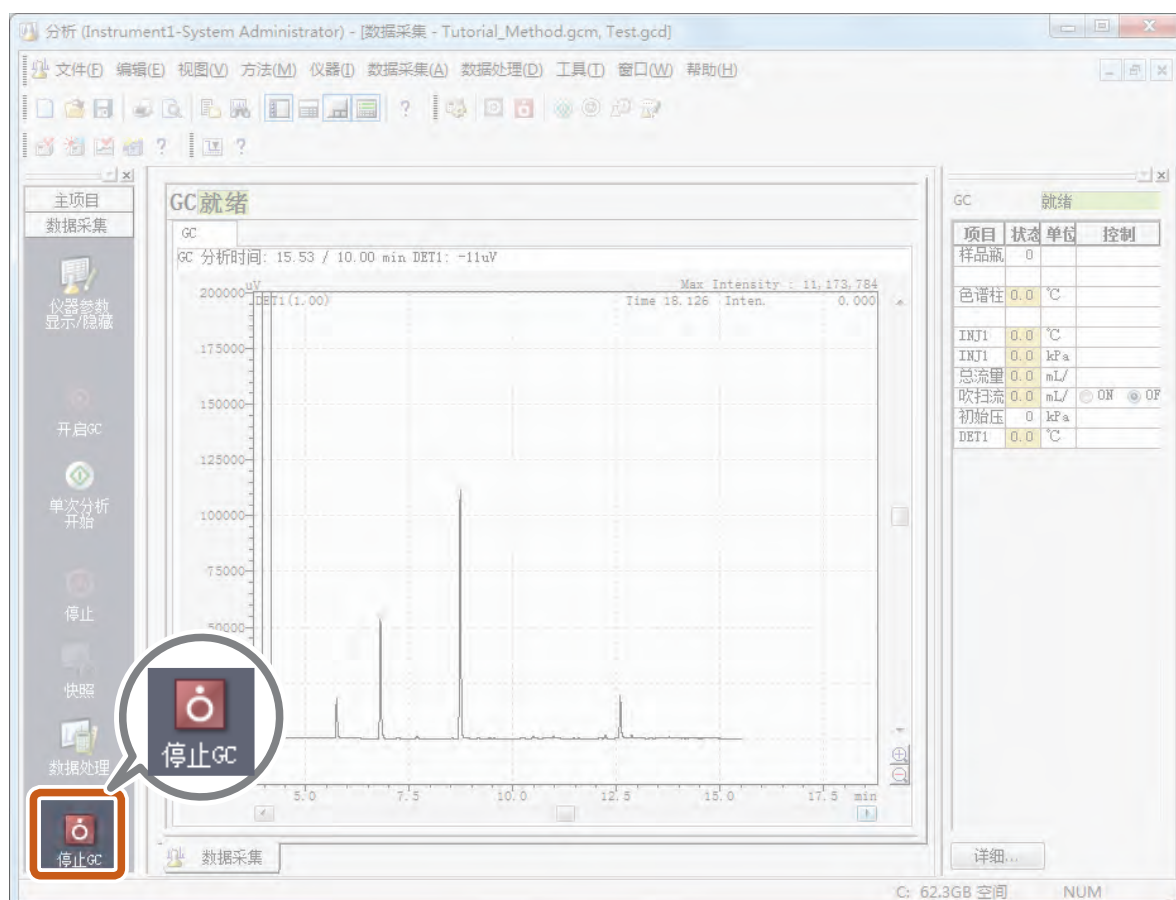 分析 (Instrument1-System Administrator) - [数据采集 - Tutorial_Method.gcm, Test.gcd]
文件(F) 编辑(E) 视图(V) 方法(M) 仪器(I) 数据采集(A) 数据处理(D) 工具(T) 窗口(W) 帮助(H)
主项目
数据采集
仪器参数
显示/隐藏
开启GC
单次分析
开始
停止
快照
数据处理
停止GC
停止GC
GC就绪
GC
GC 分析时间: 15.53 / 10.00 min DET1: -11uV
uV
Max Intensity : 11,173,784
DET1(1.00)
Time 18.126 Inten. 0.000
200000
175000
150000
125000
100000
75000
50000
5.0 7.5 10.0 12.5 15.0 17.5 min
数据采集
GC 就绪
项目 状态 单位 控制
样品瓶 0
色谱柱 0.0 ℃
INJ1 0.0 ℃
INJ1 0.0 kPa
总流量 0.0 mL/
吹扫流 0.0 mL/ ON OF
初始压 0 kPa
DET1 0.0 ℃
详细...
C: 62.3GB 空间 NUM